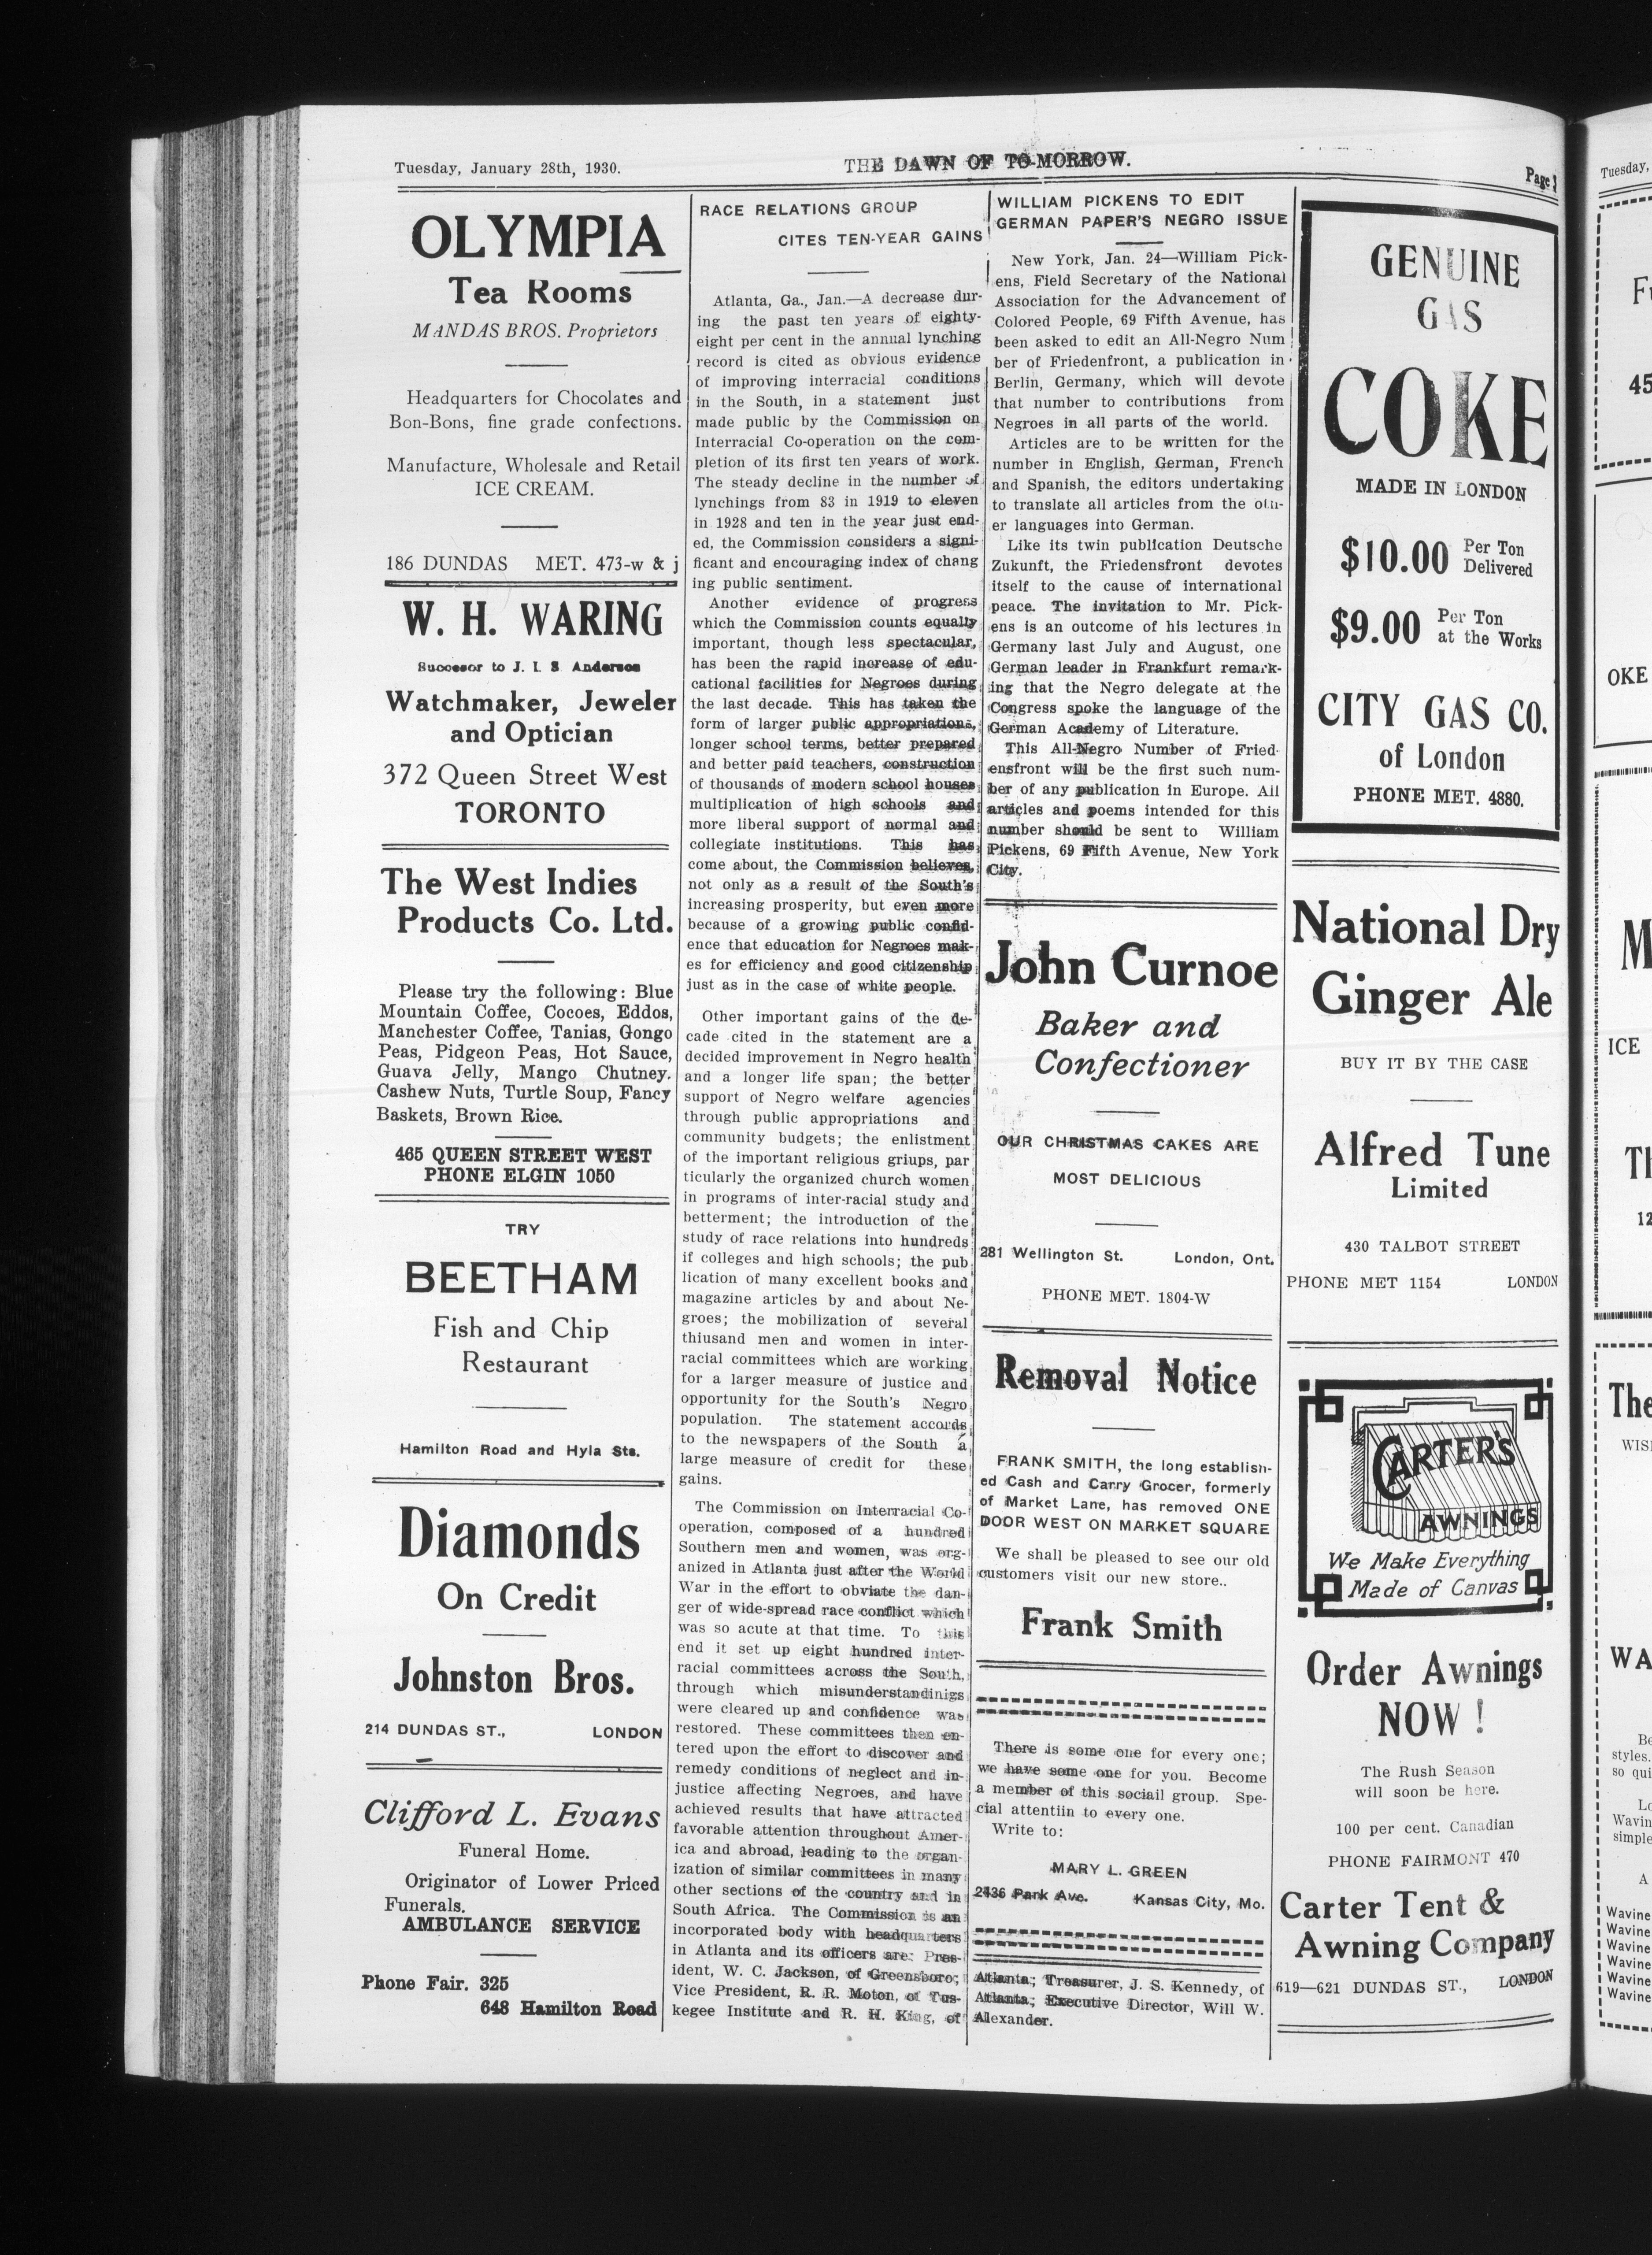 Tuesday, January 28th, 1930.
THE DAWN OF TO-MORROW.
Page
OLYMPIA
Tea Rooms
MANDAS BROS. Proprietors
Headquarters for Chocolates and
Bon-Bons, fine grade confections.
Manufacture, Wholesale and Retail
ICE CREAM.
186 DUNDAS MET. 473-w & j
W. H. WARING
Succesor to J. I. S. Anderson
Watchmaker, Jeweler
and Optician
372 Queen Street West
TORONTO
The West Indies
Products Co. Ltd.
Please try the following: Blue
Mountain Coffee, Cocoes, Eddos,
Manchester Coffee, Tanias, Gongo
Peas, Pidgeon Peas, Hot Sauce,
Guava Jelly, Mango Chutney.
Cashew Nuts, Turtle Soup, Fancy
Baskets, Brown Rice.
465 QUEEN STREET WEST
PHONE ELGIN 1050
TRY
BEETHAM
Fish and Chip
Restaurant
Hamilton Road and Hyla Sts.
Diamonds
On Credit
Johnston Bros.
214 DUNDAS ST., LONDON
Clifford L. Evans
Funeral Home.
Originator of Lower Priced
Funerals.
AMBULANCE SERVICE
Phone Fair. 325
648 Hamilton Road
RACE RELATIONS GROUP
CITES TEN-YEAR GAINS
Atlanta, Ga., Jan.—A decrease dur-
ing the past ten years of eighty-
eight per cent in the annual lynching
record is cited as obvious evidence
of improving interracial conditions
in the South, in a statement just
made public by the Commission on
Interracial Co-operation on the com-
pletion of its first ten years of work.
The steady decline in the number of
lynchings from 83 in 1919 to eleven
in 1928 and ten in the year just end-
ed, the Commission considers a signi-
ficant and encouraging index of chang
ing public sentiment.
Another evidence of progress
which the Commission counts equally
important, though less spectacular,
has been the rapid increase of edu-
cational facilities for Negroes during
the last decade. This has taken the
form of larger public appropriations,
longer school terms, better prepared
and better paid teachers, construction
of thousands of modern school houses
multiplication of high schools and
more liberal support of normal and
collegiate institutions. This has
come about, the Commission believes,
not only as a result of the South's
increasing prosperity, but even more
because of a growing public confid-
ence that education for Negroes mak-
es for efficiency and good citizenship
just as in the case of white people.
Other important gains of the de-
cade cited in the statement are a
decided improvement in Negro health
and a longer life span; the better
support of Negro welfare agencies
through public appropriations and
community budgets; the enlistment
of the important religious griups, par
ticularly the organized church women
in programs of inter-racial study and
betterment; the introduction of the
study of race relations into hundreds
if colleges and high schools; the pub
lication of many excellent books and
magazine articles by and about Ne-
groes; the mobilization of several
thiusand men and women in inter-
racial committees which are working
for a larger measure of justice and
opportunity for the South's Negro
population. The statement accords
to the newspapers of the South a
large measure of credit for these
gains.
The Commission on Interracial Co-
operation, composed of a hundred
Southern men and women, was org-
anized in Atlanta just after the World
War in the effort to obviate the dan-
ger of wide-spread race conflict which
was so acute at that time. To this
end it set up eight hundred inter-
racial committees across the South,
through which misunderstandinigs
were cleared up and confidence was
restored. These committees then en-
tered upon the effort to discover and
remedy conditions of neglect and in-
justice affecting Negroes, and have
achieved results that have attracted
favorable attention throughout Amer-
ica and abroad, leading to the organ-
ization of similar committees in many
other sections of the country and in
South Africa. The Commission is an
incorporated body with headquarters
in Atlanta and its officers are: Pres-
ident, W. C. Jackson, of Greensboro;
Vice President, R. R. Moton, of Tus-
kegee Institute and R. H. King, of
WILLIAM PICKENS TO EDIT
GERMAN PAPER'S NEGRO ISSUE
New York, Jan. 24—William Pick-
ens, Field Secretary of the National
Association for the Advancement of
Colored People, 69 Fifth Avenue, has
been asked to edit an All-Negro Num
ber of Friedenfront, a publication in
Berlin, Germany, which will devote
that number to contributions from
Negroes in all parts of the world.
Articles are to be written for the
number in English, German, French
and Spanish, the editors undertaking
to translate all articles from the oth-
er languages into German.
Like its twin publication Deutsche
Zukunft, the Friedensfront devotes
itself to the cause of international
peace. The invitation to Mr. Pick-
ens is an outcome of his lectures in
Germany last July and August, one
German leader in Frankfurt remark-
ing that the Negro delegate at the
Congress spoke the language of the
German Academy of Literature.
This All-Negro Number of Fried-
ensfront will be the first such num-
ber of any publication in Europe. All
articles and poems intended for this
number should be sent to William
Pickens, 69 Fifth Avenue, New York
City.
John Curnoe
Baker and
Confectioner
OUR CHRISTMAS CAKES ARE
MOST DELICIOUS
281 Wellington St. London, Ont.
PHONE MET. 1804-W
Removal Notice
FRANK SMITH, the long establish-
ed Cash and Carry Grocer, formerly
of Market Lane, has removed ONE
DOOR WEST ON MARKET SQUARE
We shall be pleased to see our old
customers visit our new store..
Frank Smith
There is some one for every one;
we have some one for you. Become
a member of this sociail group. Spe-
cial attentiin to every one.
Write to:
MARY L. GREEN
2436 Park Ave. Kansas City, Mo.
Atlanta; Treasurer, J. S. Kennedy, of
Atlanta; Executive Director, Will W.
Alexander.
GENUINE
GAS
COKE
MADE IN LONDON
$10.00 Per Ton
Delivered
$9.00 Per Ton
at the Works
CITY GAS CO.
of London
PHONE MET. 4880.
National Dry
Ginger Ale
BUY IT BY THE CASE
Alfred Tune
Limited
430 TALBOT STREET
PHONE MET 1154 LONDON
CARTER'S
AWNINGS
We Make Everything
Made of Canvas
Order Awnings
NOW!
The Rush Season
will soon be here.
100 per cent. Canadian
PHONE FAIRMONT 470
Carter Tent &
Awning Company
619—621 DUNDAS ST., LONDON
Tuesday,
45
OKE
ICE
12
The
WA
styles.
so qui
simple
A
Wavine
Wavine
Wavine
Wavine
Wavine
Wavine